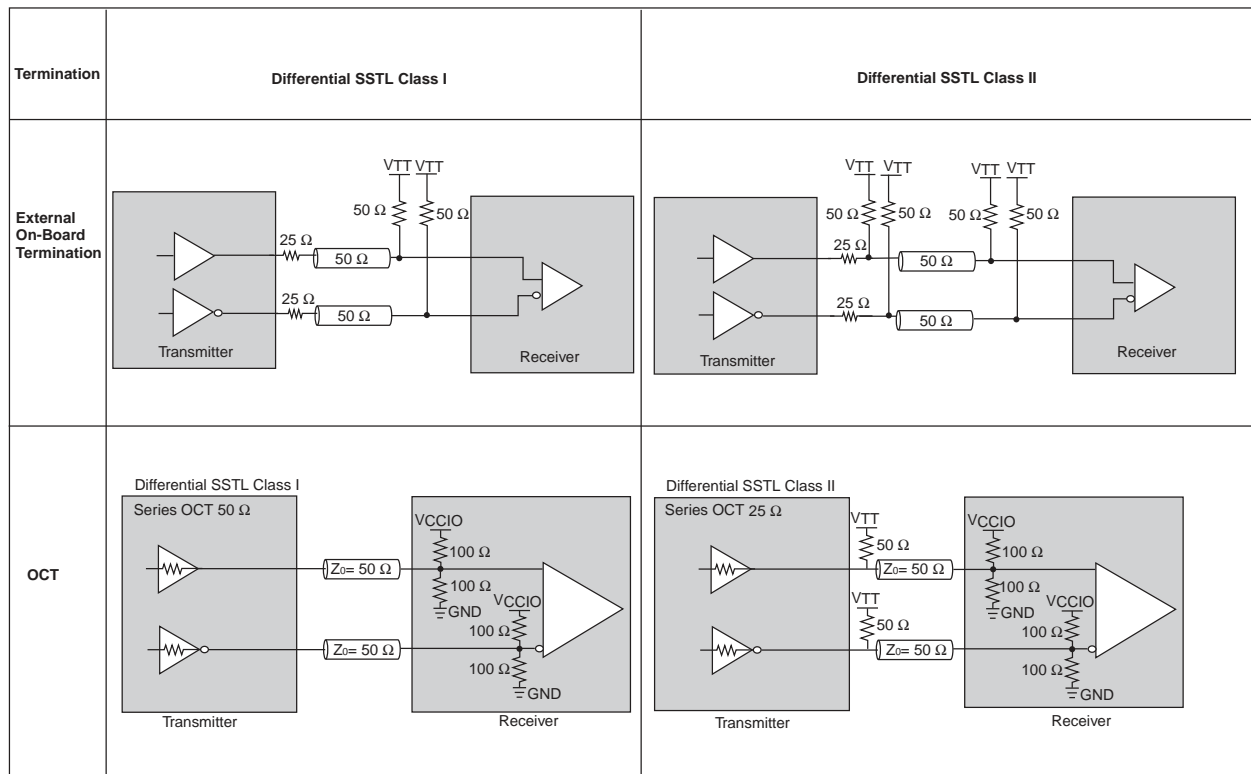 Termination
Differential SSTL Class I
Differential SSTL Class II
External
On-Board
Termination
VTT VTT
50 Ω
50 Ω
25 Ω
50 Ω
25 Ω
50 Ω
Transmitter
Receiver
VTT VTT
VTT VTT
50 Ω
50 Ω
50 Ω
50 Ω
25 Ω
50 Ω
25 Ω
50 Ω
Transmitter
Receiver
OCT
Differential SSTL Class I
Series OCT 50 Ω
VCCIO
100 Ω
Z0= 50 Ω
100 Ω
GND
VCCIO
100 Ω
Z0= 50 Ω
100 Ω
GND
Transmitter
Receiver
Differential SSTL Class II
Series OCT 25 Ω
VTT
50 Ω
VCCIO
100 Ω
Z0= 50 Ω
100 Ω
GND
VTT
50 Ω
VCCIO
100 Ω
Z0= 50 Ω
100 Ω
GND
Transmitter
Receiver